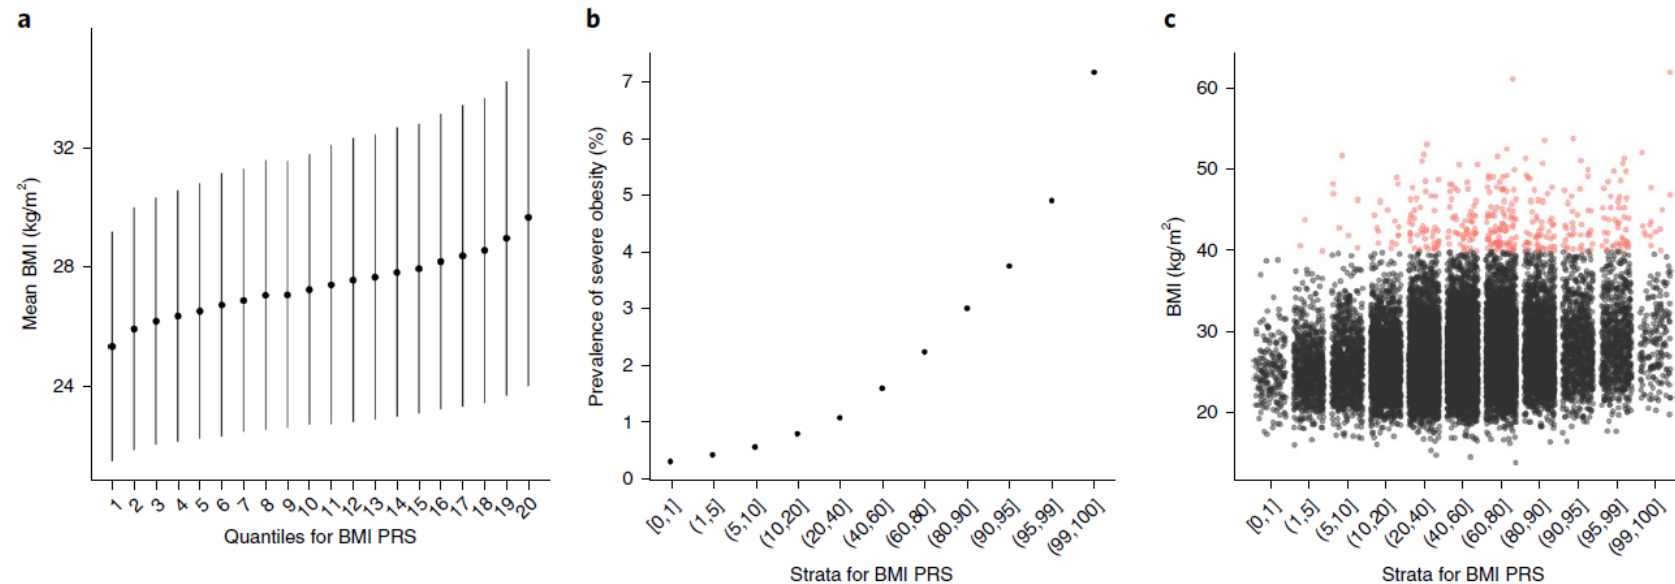 a
Mean BMI (kg/m²)
32
28
24
1 2 3 4 5 6 7 8 9 10 11 12 13 14 15 16 17 18 19 20
Quantiles for BMI PRS
b
Prevalence of severe obesity (%)
7
6
5
4
3
2
1
0
[0,1] (1,5] (5,10] (10,20] (20,40] (40,60] (60,80] (80,90] (90,95] (95,99] (99,100]
Strata for BMI PRS
c
BMI (kg/m²)
60
50
40
30
20
[0,1] (1,5] (5,10] (10,20] (20,40] (40,60] (60,80] (80,90] (90,95] (95,99] (99,100]
Strata for BMI PRS